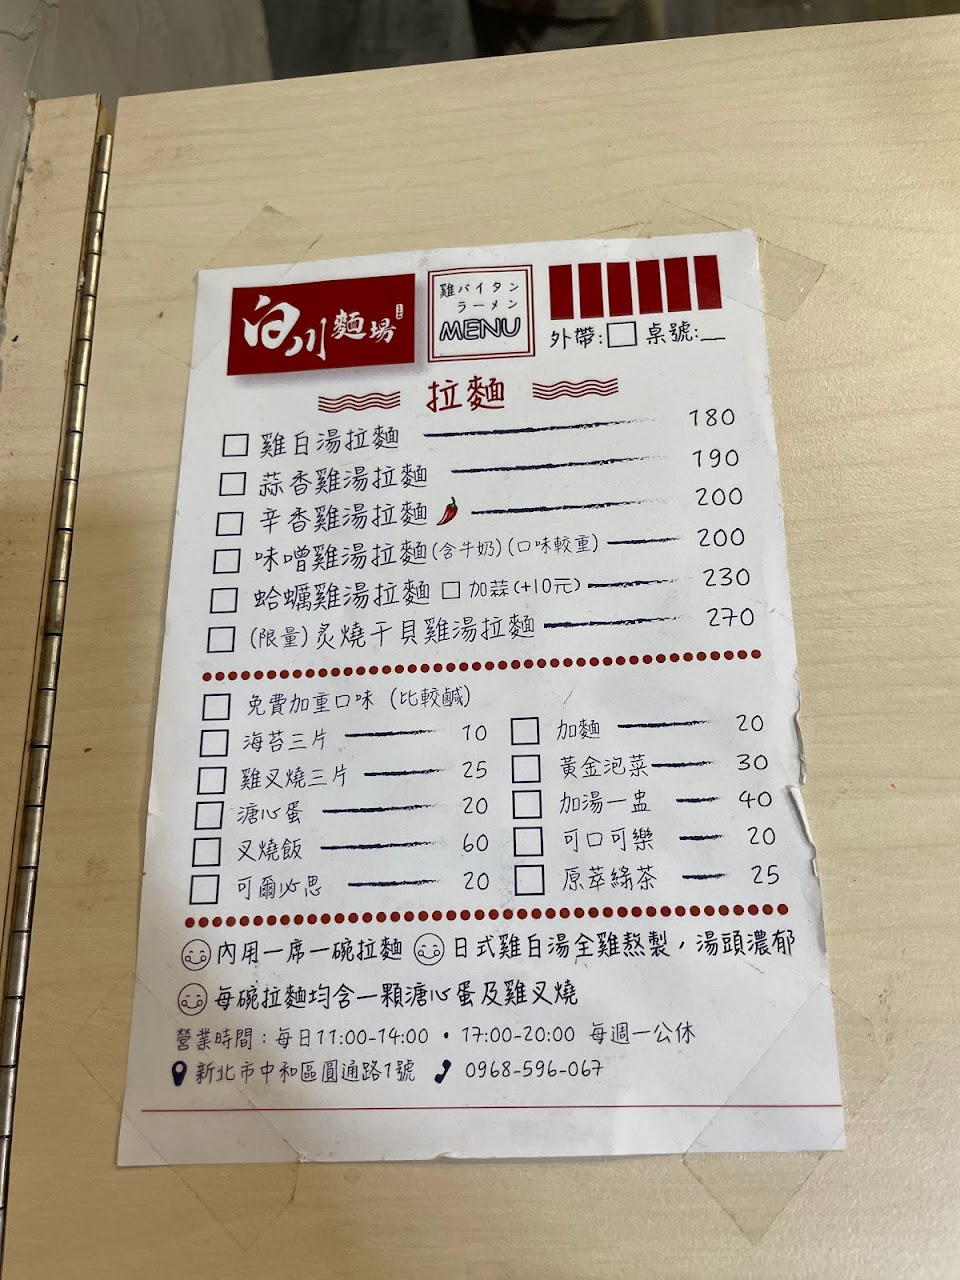 白川麵場
雞パイタン
ラーメン
MENU
外帶:□ 桌號:__
拉麵
□ 雞白湯拉麵 180
□ 蒜香雞湯拉麵 190
□ 辛香雞湯拉麵 200
□ 味噌雞湯拉麵(含牛奶)(口味較重) 200
□ 蛤蠣雞湯拉麵 □ 加蒜(+10元) 230
□ (限量)炙燒干貝雞湯拉麵 270
□ 免費加重口味 (比較鹹)
□ 海苔三片 10 □ 加麵 20
□ 雞叉燒三片 25 □ 黃金泡菜 30
□ 溏心蛋 20 □ 加湯一盅 40
□ 叉燒飯 60 □ 可口可樂 20
□ 可爾必思 20 □ 原萃綠茶 25
內用一席一碗拉麵 日式雞白湯全雞熬製，湯頭濃郁
每碗拉麵均含一顆溏心蛋及雞叉燒
營業時間：每日11:00-14:00 • 17:00-20:00 每週一公休
新北市中和區圓通路1號 0968-596-067